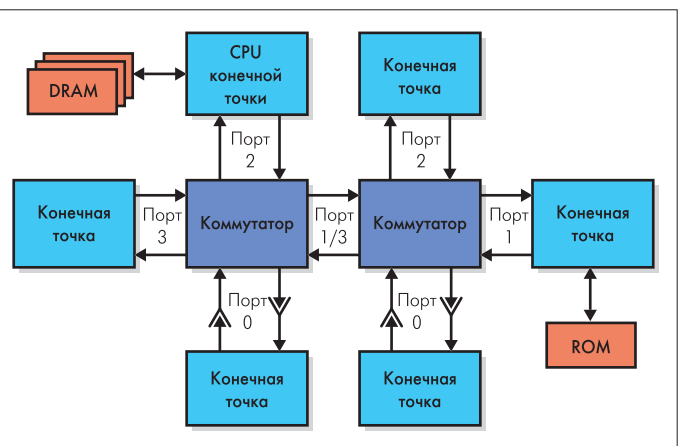 CPU
конечной
точки
DRAM
Конечная
точка
Порт
2
Порт
2
Конечная
точка
Порт
3
Коммутатор
Порт
1/3
Коммутатор
Порт
1
Конечная
точка
Порт
0
Порт
0
ROM
Конечная
точка
Конечная
точка